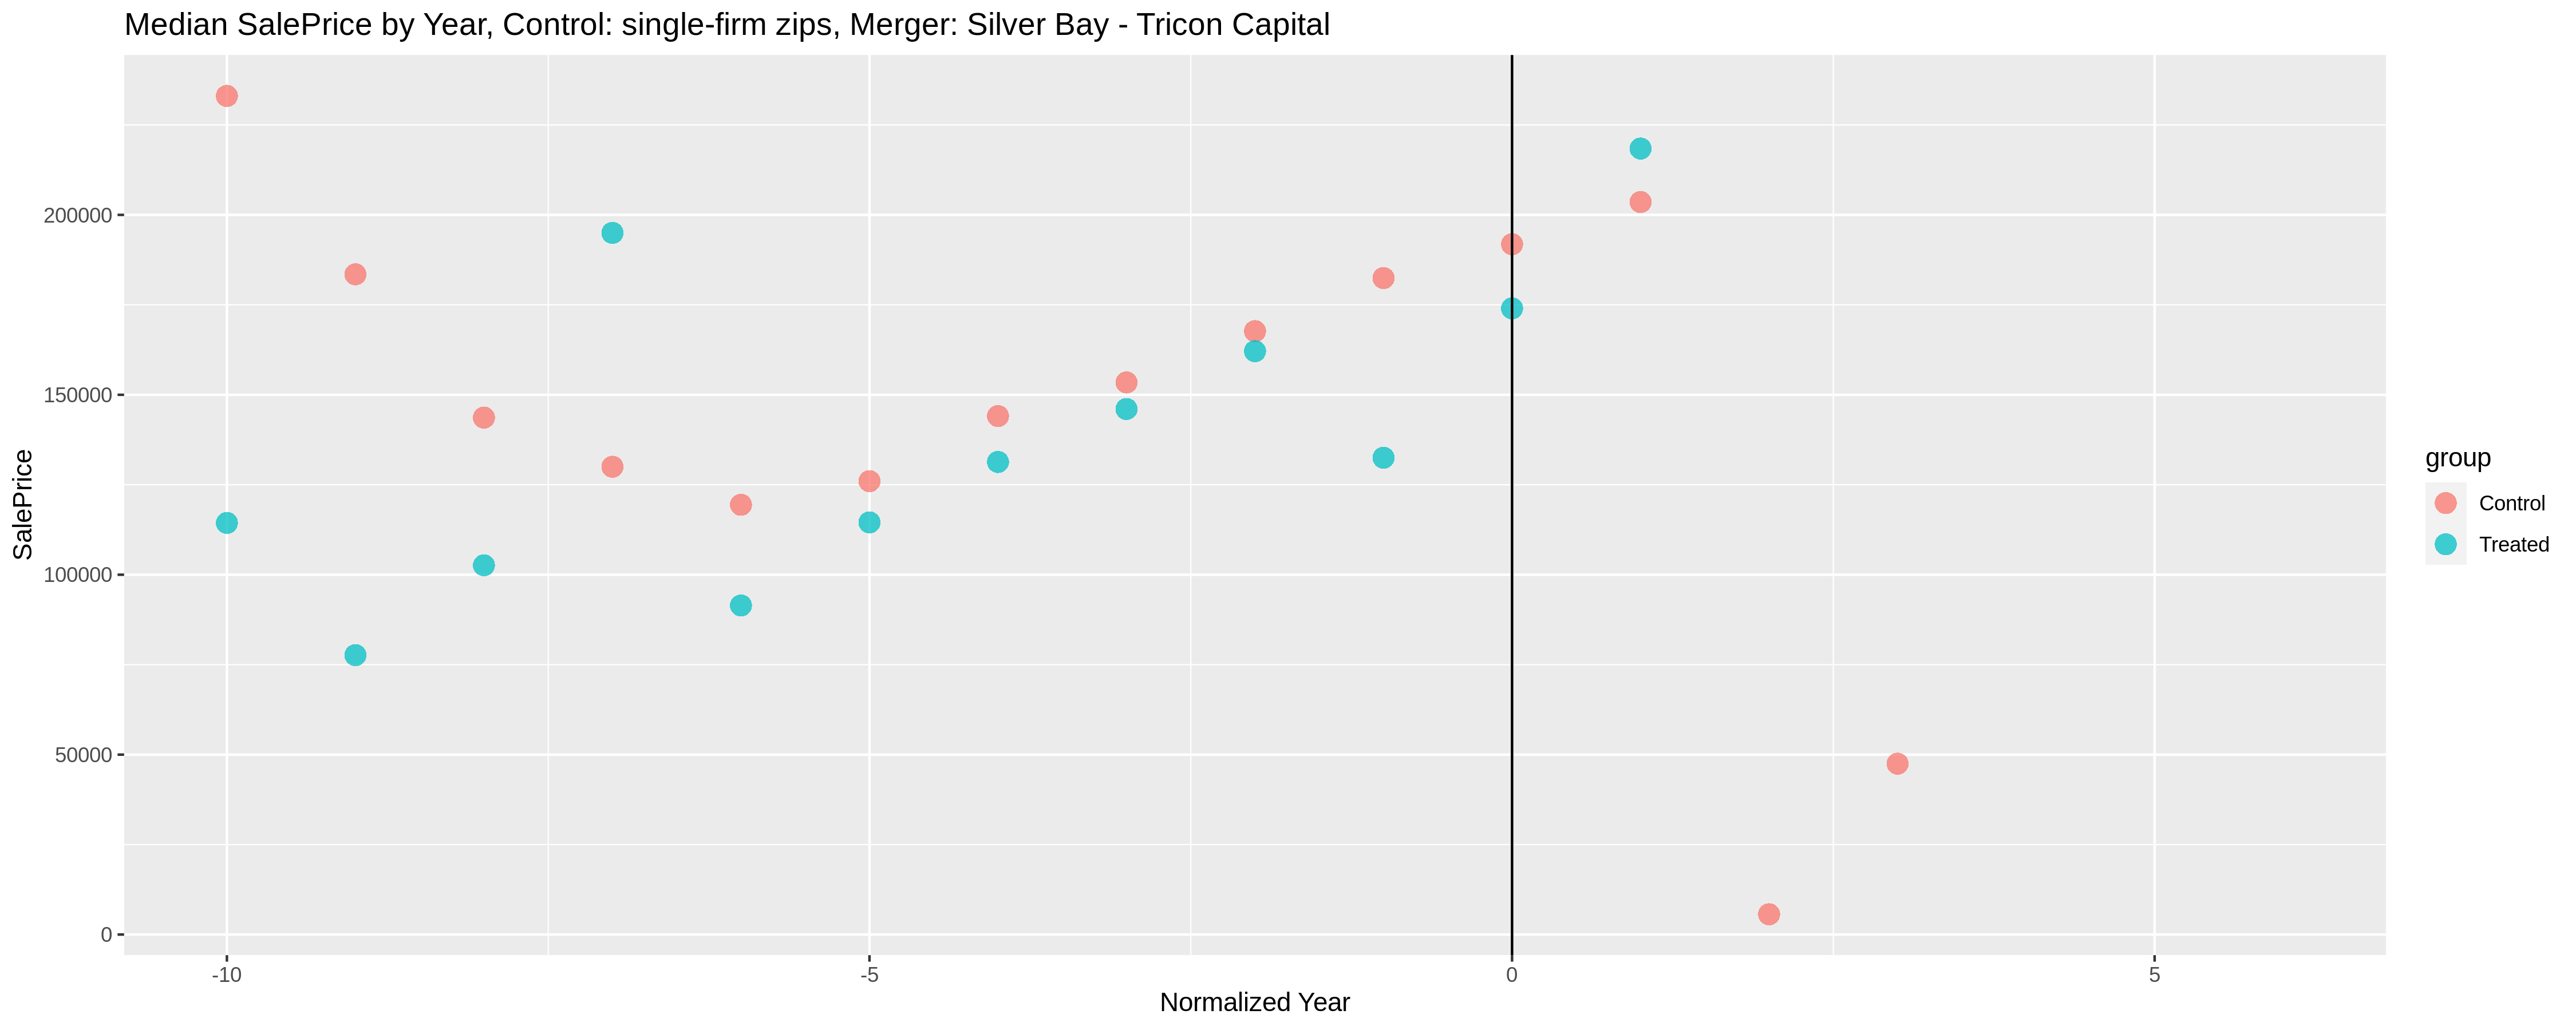 Median SalePrice by Year, Control: single-firm zips, Merger: Silver Bay - Tricon Capital
SalePrice
200000
150000
100000
50000
0
-10
-5
0
5
Normalized Year
group
Control
Treated